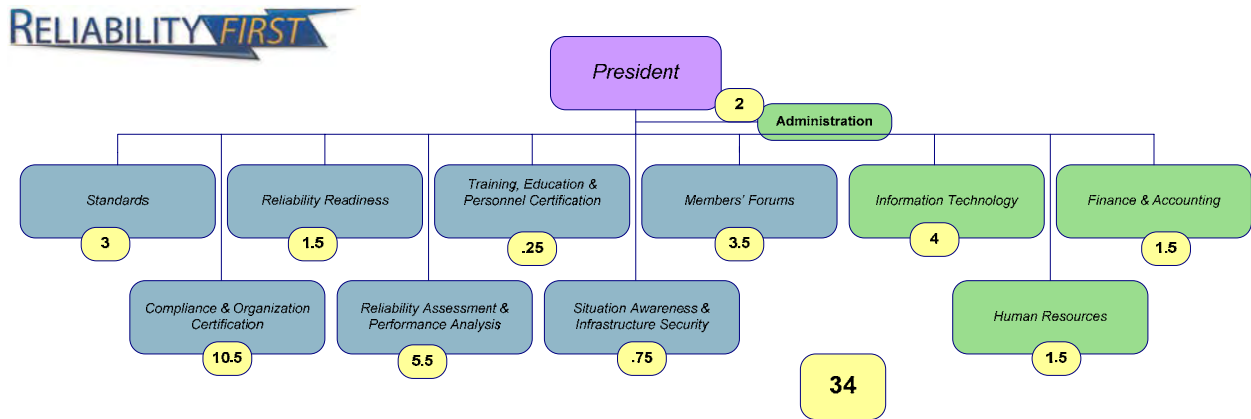 RELIABILITY FIRST
President
2
Administration
Standards
3
Reliability Readiness
1.5
Training, Education &
Personnel Certification
.25
Members' Forums
3.5
Information Technology
4
Finance & Accounting
1.5
Compliance & Organization
Certification
10.5
Reliability Assessment &
Performance Analysis
5.5
Situation Awareness &
Infrastructure Security
.75
Human Resources
1.5
34